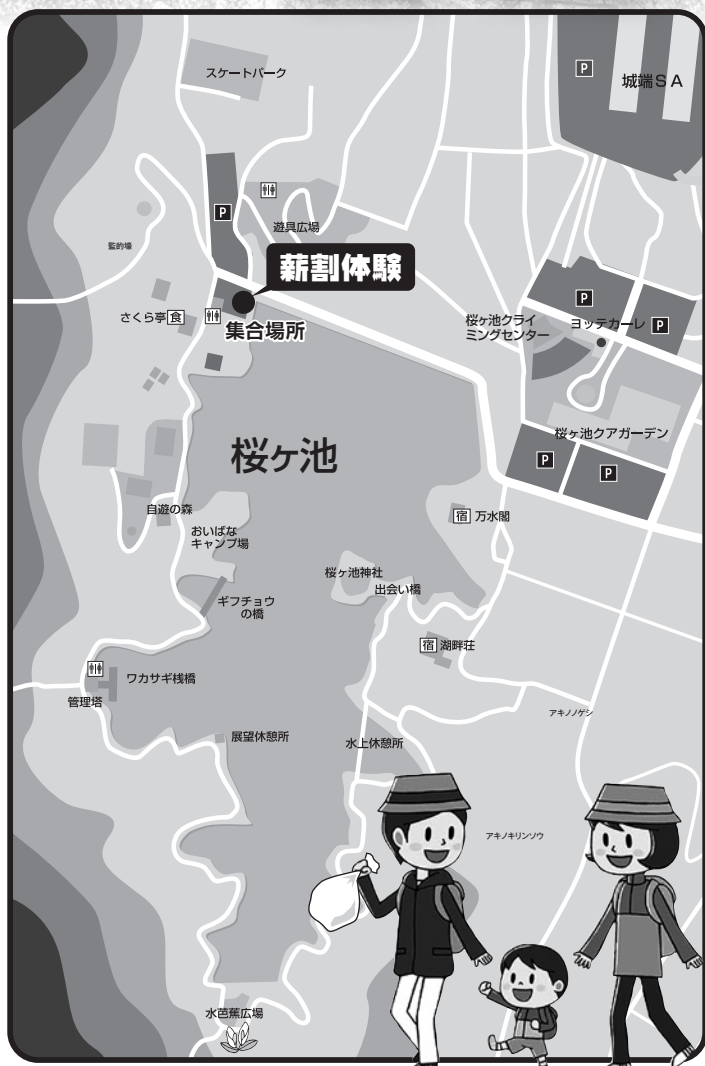 スケートパーク
P
城端SA
P
遊具広場
監的壕
薪割体験
さくら亭 食
集合場所
P
桜ヶ池クライ
ミングセンター
ヨッテカーレ P
桜ヶ池クアガーデン
P
P
桜ヶ池
自遊の森
おいばな
キャンプ場
宿 万水閣
桜ヶ池神社
出会い橋
ギフチョウ
の橋
宿 湖畔荘
ワカサギ桟橋
管理塔
アキノノゲシ
展望休憩所
水上休憩所
アキノキリンソウ
水芭蕉広場